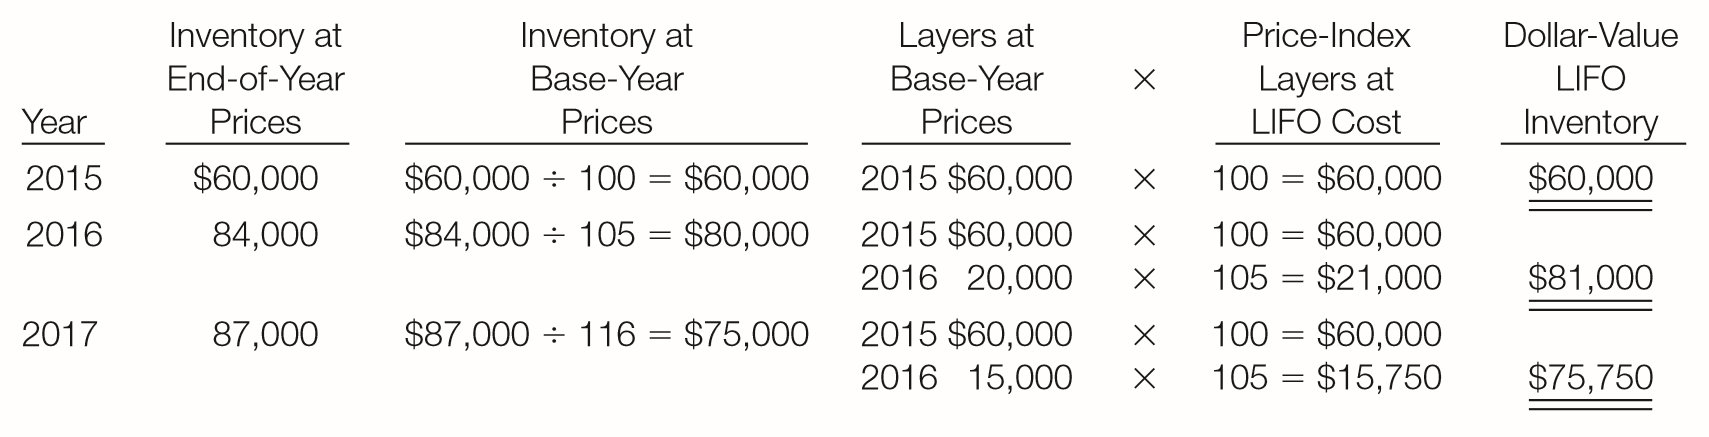 Inventory at Inventory at Layers at Price-Index Dollar-Value
End-of-Year Base-Year Base-Year × Layers at LIFO
Year Prices Prices Prices LIFO Cost Inventory
2015 $60,000 $60,000 ÷ 100 = $60,000 2015 $60,000 × 100 = $60,000 $60,000
2016 84,000 $84,000 ÷ 105 = $80,000 2015 $60,000 × 100 = $60,000
2016 20,000 × 105 = $21,000 $81,000
2017 87,000 $87,000 ÷ 116 = $75,000 2015 $60,000 × 100 = $60,000
2016 15,000 × 105 = $15,750 $75,750